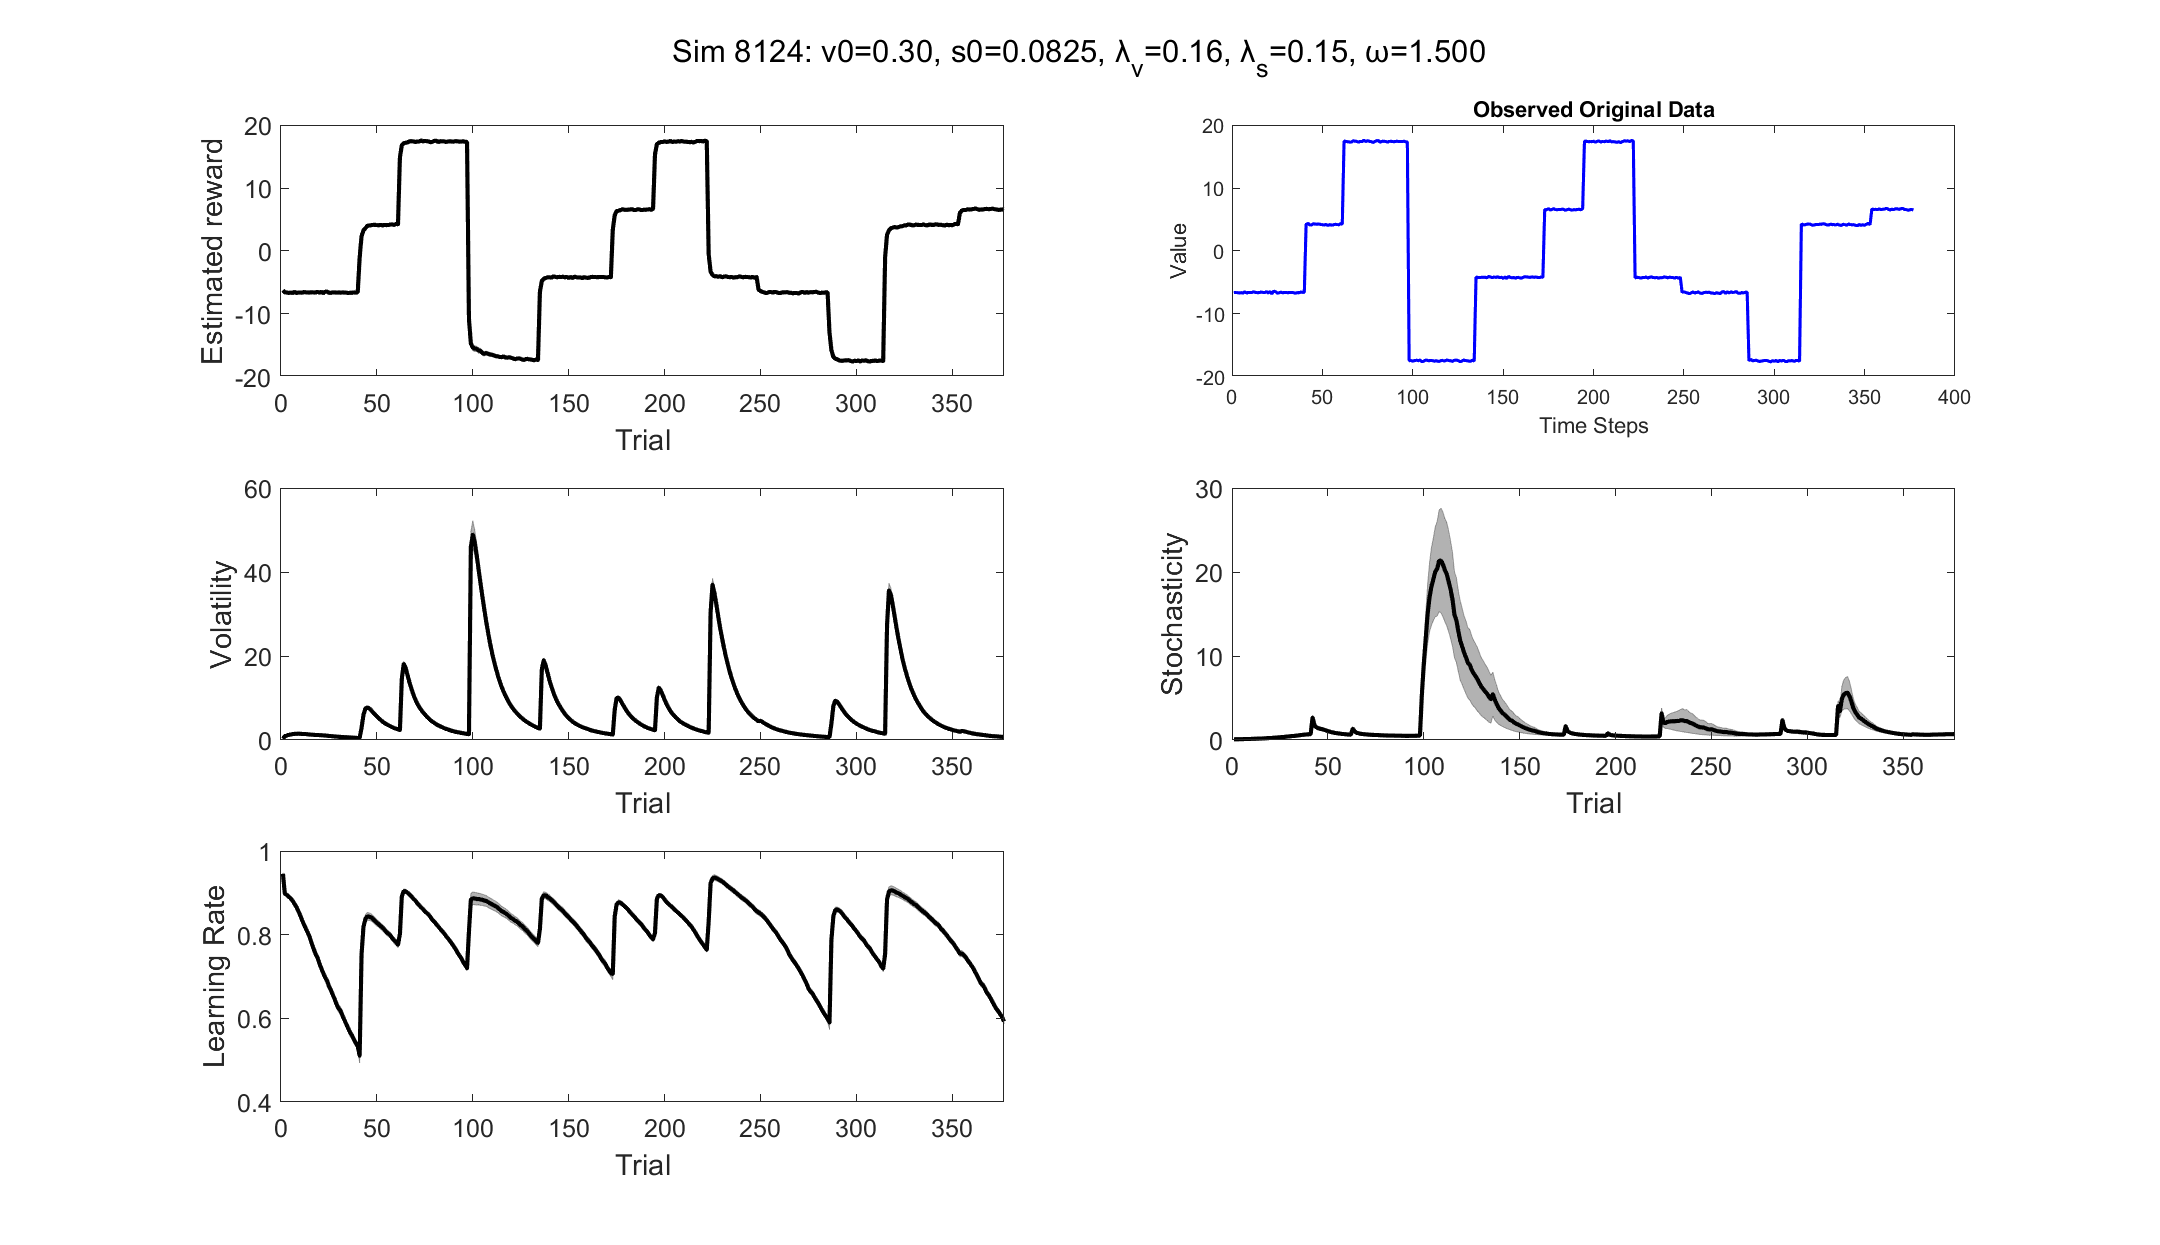 Sim 8124: v0=0.30, s0=0.0825, λv=0.16, λs=0.15, ω=1.500
Estimated reward
20
10
0
-10
-20
0 50 100 150 200 250 300 350
Trial
Observed Original Data
Value
20
10
0
-10
-20
0 50 100 150 200 250 300 350 400
Time Steps
Volatility
60
40
20
0
0 50 100 150 200 250 300 350
Trial
Stochasticity
30
20
10
0
0 50 100 150 200 250 300 350
Trial
Learning Rate
1
0.8
0.6
0.4
0 50 100 150 200 250 300 350
Trial